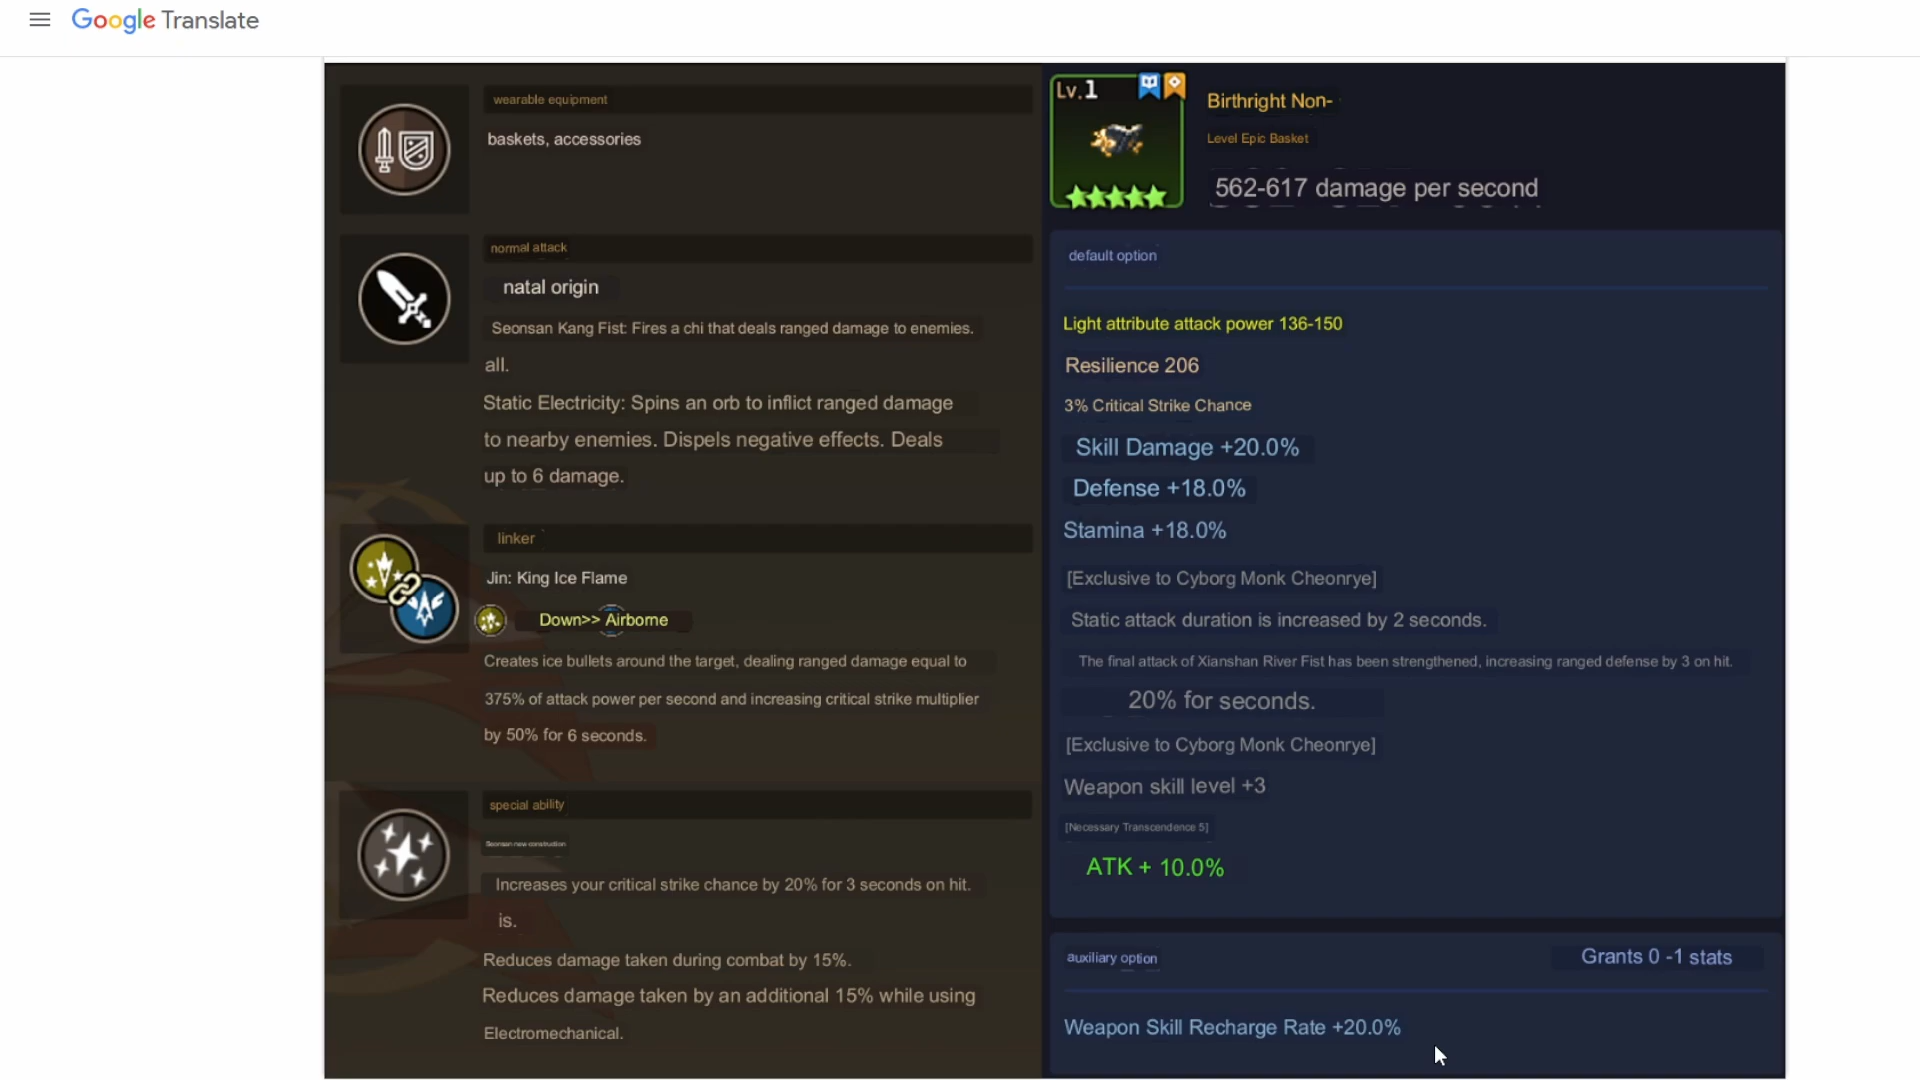 Google Translate
wearable equipment
baskets, accessories
normal attack
natal origin
Seonsan Kang Fist: Fires a chi that deals ranged damage to enemies.
all.
Static Electricity: Spins an orb to inflict ranged damage
to nearby enemies. Dispels negative effects. Deals
up to 6 damage.
linker
Jin: King Ice Flame
Down>> Airborne
Creates ice bullets around the target, dealing ranged damage equal to
375% of attack power per second and increasing critical strike multiplier
by 50% for 6 seconds.
special ability
Seonsan new construction
Increases your critical strike chance by 20% for 3 seconds on hit.
is.
Reduces damage taken during combat by 15%.
Reduces damage taken by an additional 15% while using
Electromechanical.
Lv.1
Birthright Non-
Level Epic Basket
562-617 damage per second
default option
Light attribute attack power 136-150
Resilience 206
3% Critical Strike Chance
Skill Damage +20.0%
Defense +18.0%
Stamina +18.0%
[Exclusive to Cyborg Monk Cheonrye]
Static attack duration is increased by 2 seconds.
The final attack of Xianshan River Fist has been strengthened, increasing ranged defense by 3 on hit.
20% for seconds.
[Exclusive to Cyborg Monk Cheonrye]
Weapon skill level +3
[Necessary Transcendence 5]
ATK + 10.0%
auxiliary option
Grants 0 -1 stats
Weapon Skill Recharge Rate +20.0%